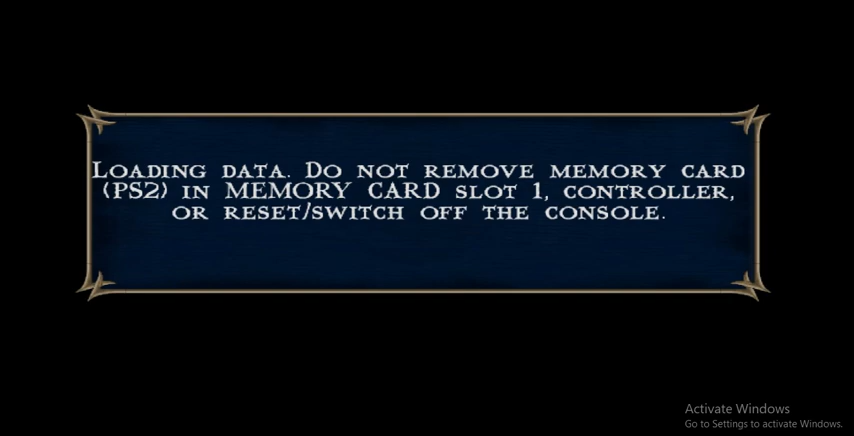 Loading data. Do not remove memory card
(PS2) in MEMORY CARD slot 1, controller,
or reset/switch off the console.
Activate Windows
Go to Settings to activate Windows.